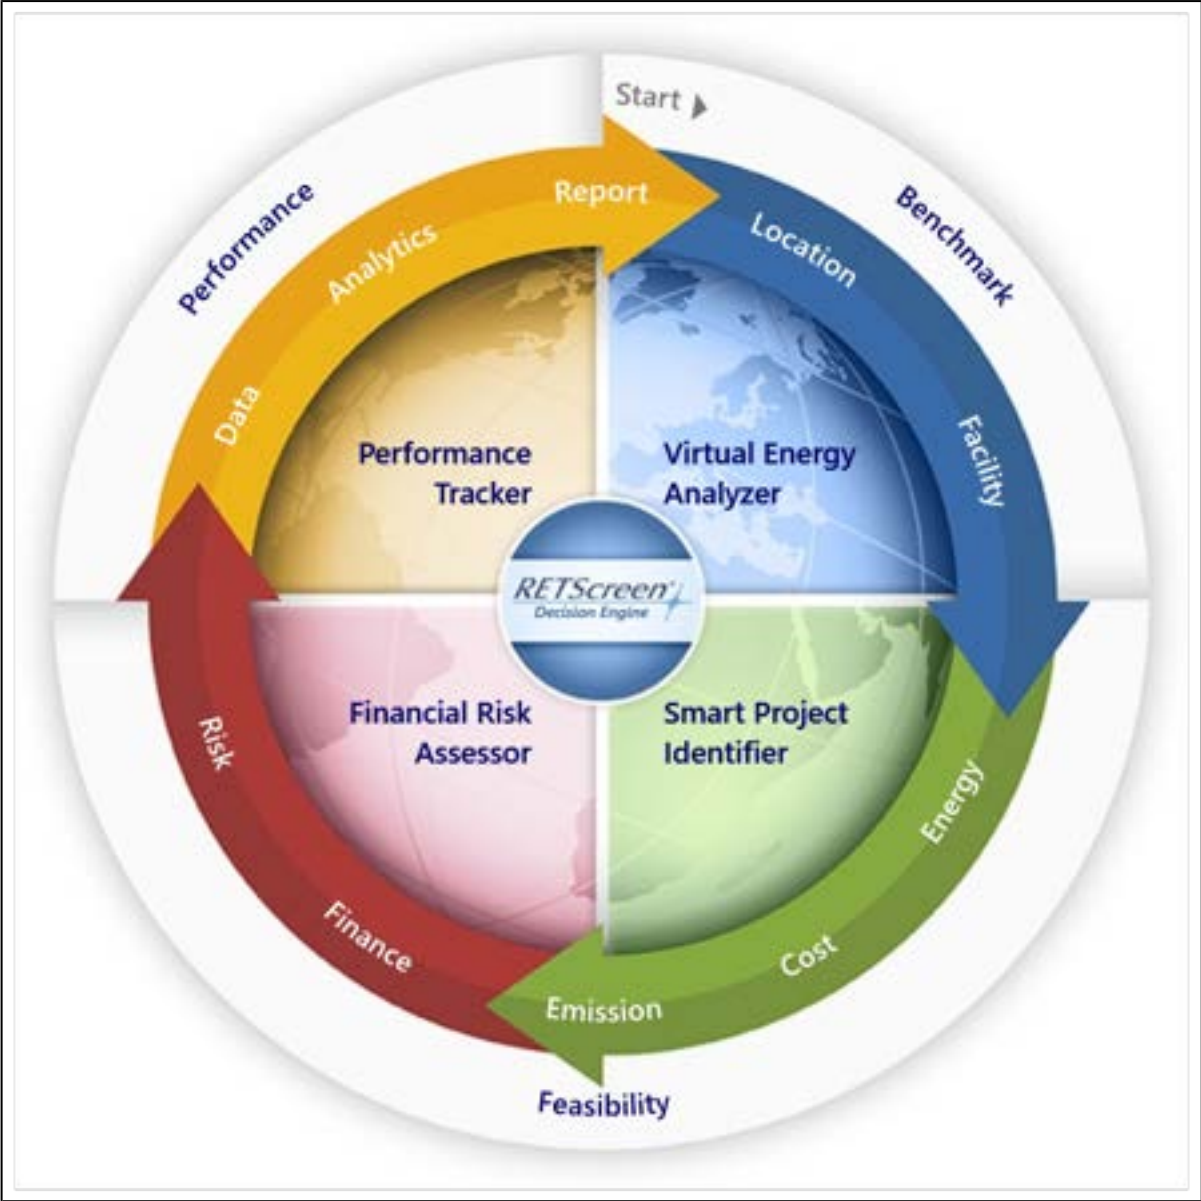 Start
Benchmark
Location
Facility
Virtual Energy
Analyzer
Energy
Cost
Emission
Smart Project
Identifier
Feasibility
Finance
Risk
Financial Risk
Assessor
Performance
Data
Analytics
Report
Performance
Tracker
RETScreen®
Decision Engine